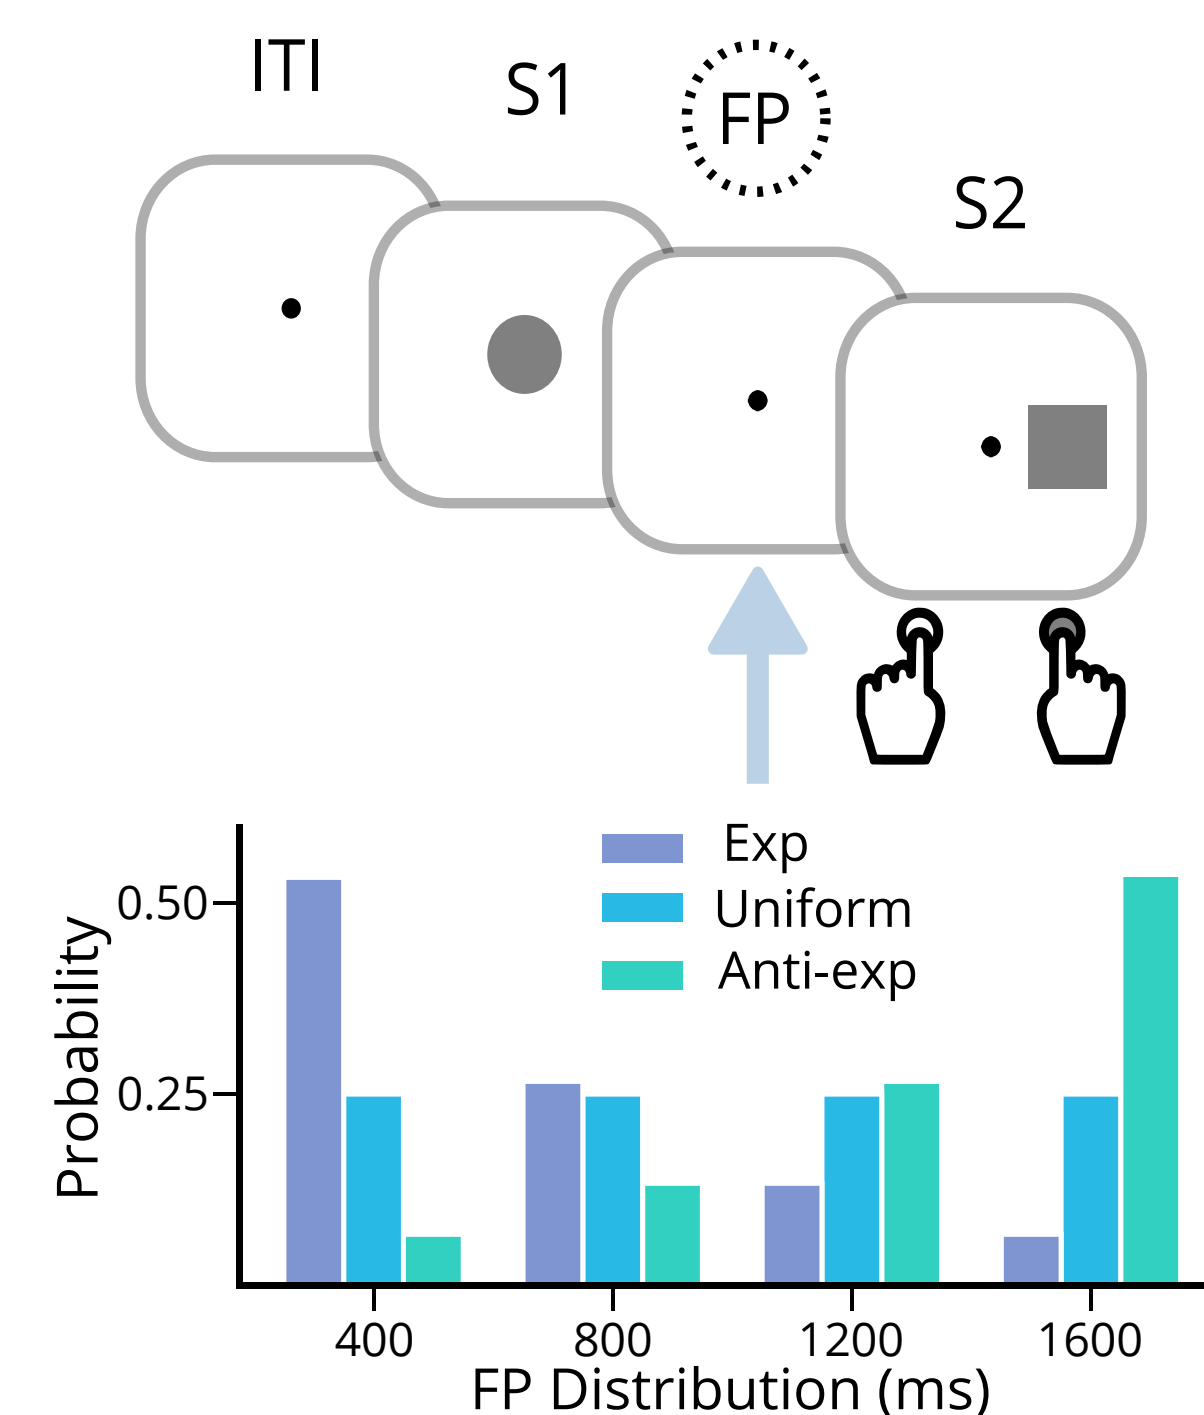 ITI
S1
FP
S2
Exp
Uniform
Anti-exp
Probability
0.50
0.25
400 800 1200 1600
FP Distribution (ms)